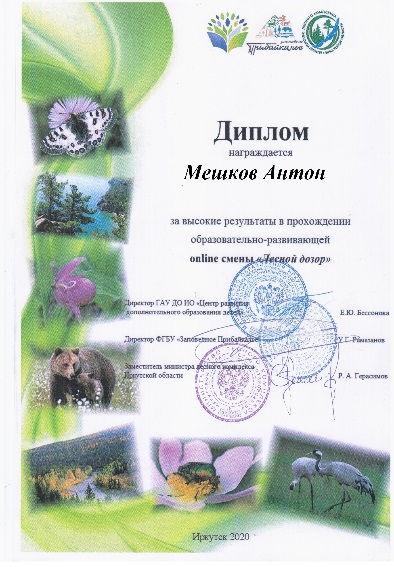 Прибайкалье
Диплом
награждается
Мешков Антон
за высокие результаты в прохождении
образовательно-развивающей
online смены «Лесной дозор»
Директор ГАУ ДО ИО «Центр развития
дополнительного образования детей»
Е.Ю. Бессонова
Директор ФГБУ «Заповедное Прибайкалье»
У.Г. Рамазанов
Заместитель министра лесного комплекса
Иркутской области
Р. А. Герасимов
Иркутск 2020